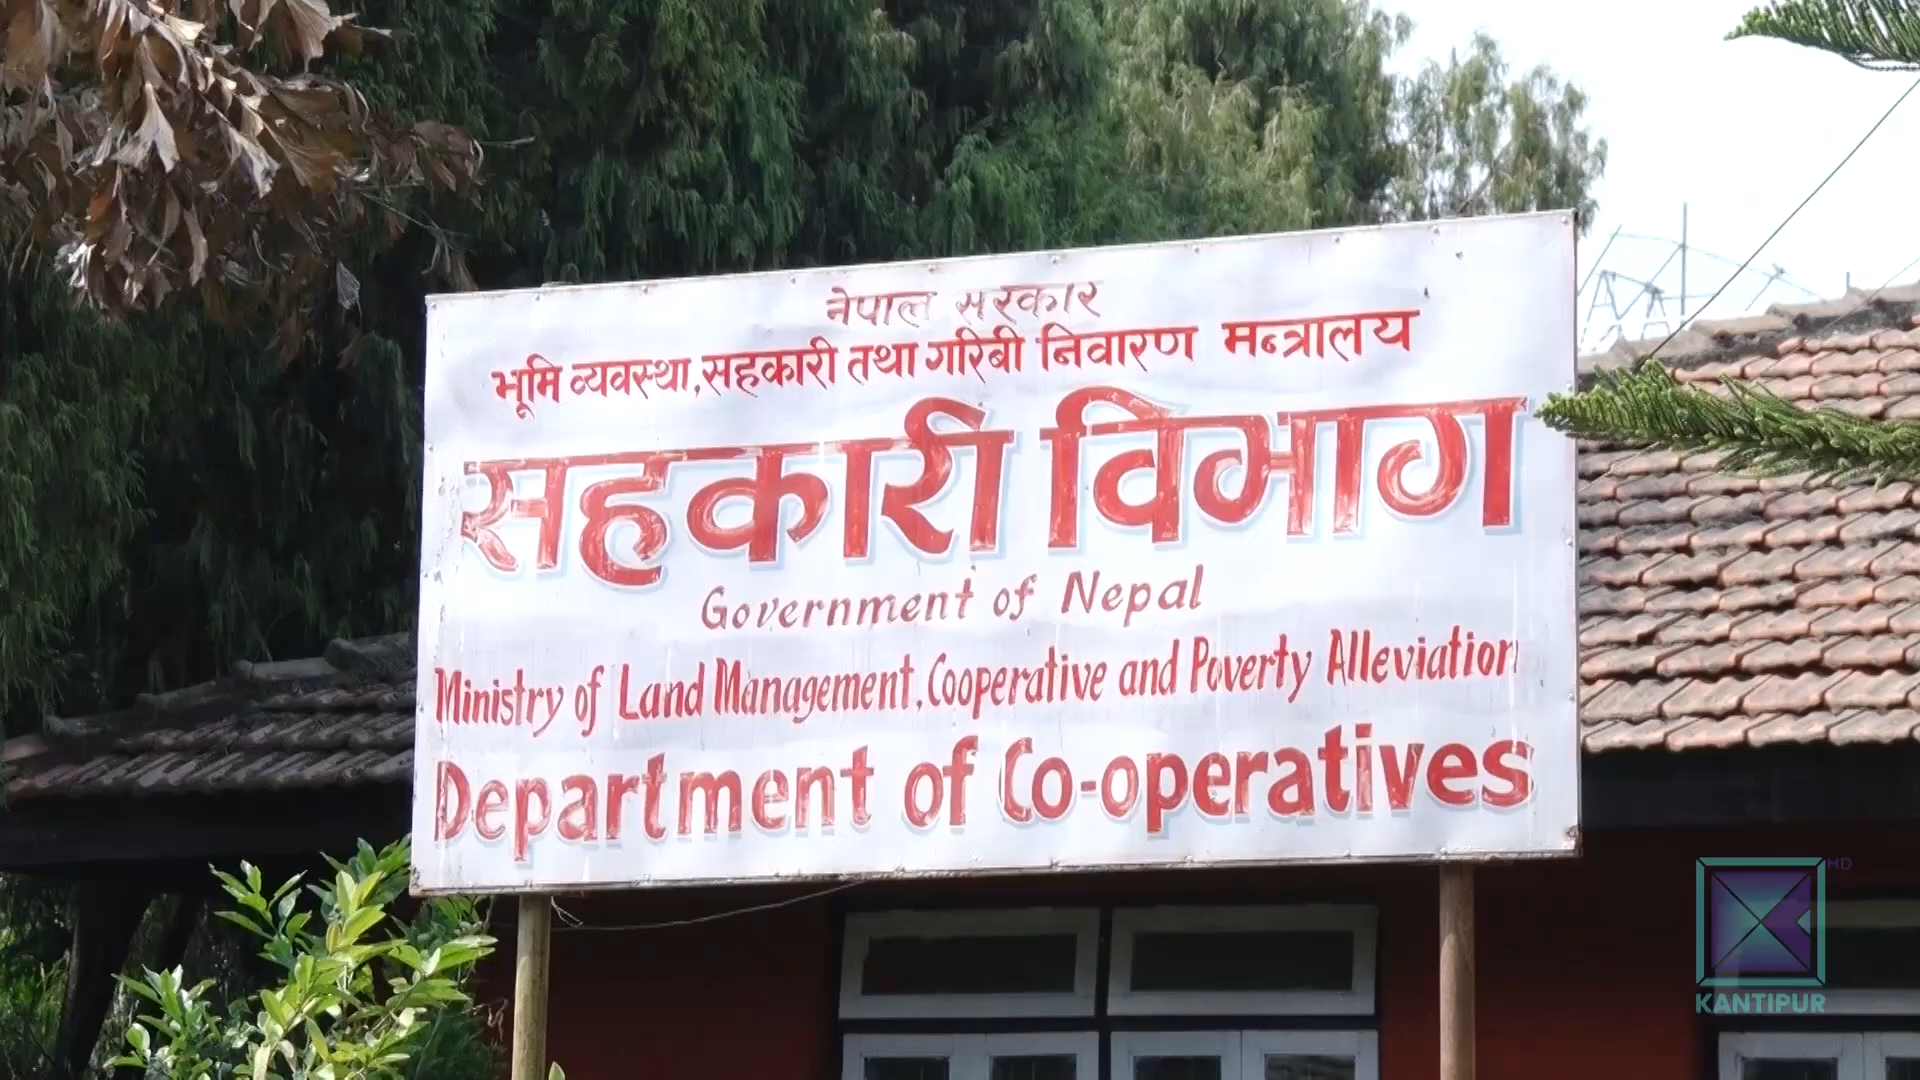 नेपाल सरकार
भूमि व्यवस्था, सहकारी तथा गरिबी निवारण मन्त्रालय
सहकारी विभाग
Government of Nepal
Ministry of Land Management, Cooperative and Poverty Alleviation
Department of Co-operatives
HD
KANTIPUR